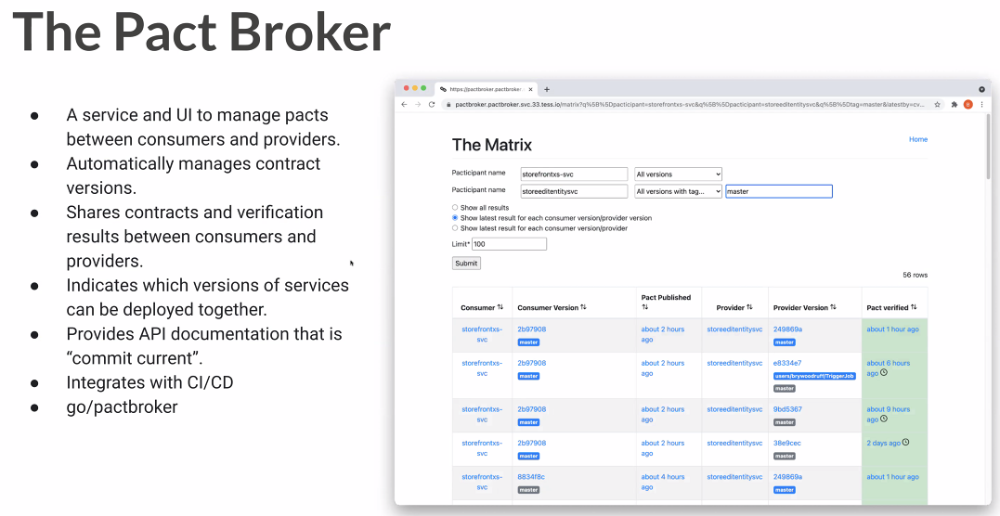 The Pact Broker
● A service and UI to manage pacts
between consumers and providers.
● Automatically manages contract
versions.
● Shares contracts and verification
results between consumers and
providers.
● Indicates which versions of services
can be deployed together.
● Provides API documentation that is
“commit current”.
● Integrates with CI/CD
● go/pactbroker
https://pactbroker.pactbroker.
pactbroker.pactbroker.svc.33.tess.io/matrix?q%5B%5Dpacticipant=storefrontxs-svc&q%5B%5Dpacticipant=storeeditentitysvc&q%5B%5Dtag=master&latestby=cv...
B
The Matrix
Home
Pacticipant name storefrontxs-svc All versions
Pacticipant name storeeditentitysvc All versions with tag... master
Show all results
Show latest result for each consumer version/provider version
Show latest result for each consumer version/provider
Limit* 100
Submit
56 rows
Consumer Consumer Version Pact Published Provider Provider Version Pact verified
storefrontxs-svc 2b97908 master about 2 hours ago storeeditentitysvc 249869a master about 1 hour ago
storefrontxs-svc 2b97908 master about 2 hours ago storeeditentitysvc e8334e7 users/brywoodruff/TriggerJob master about 6 hours ago
storefrontxs-svc 2b97908 master about 2 hours ago storeeditentitysvc 9bd5367 master about 9 hours ago
storefrontxs-svc 2b97908 master about 2 hours ago storeeditentitysvc 38e9cec master 2 days ago
storefrontxs-svc 8834f8c master about 4 hours ago storeeditentitysvc 249869a master about 1 hour ago